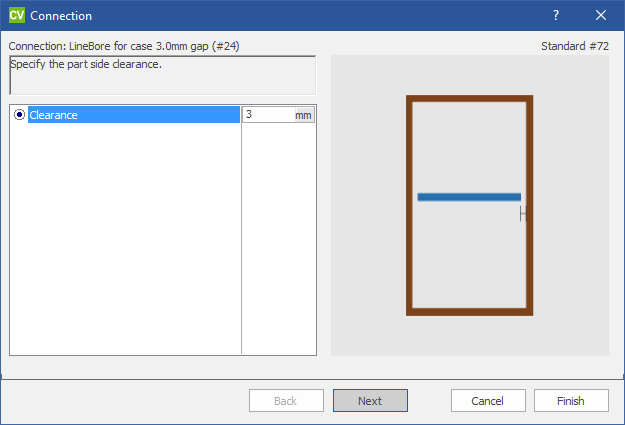 CV Connection ?
Connection: LineBore for case 3.0mm gap (#24) Standard #72
Specify the part side clearance.
Clearance 3 mm
Back Next Cancel Finish